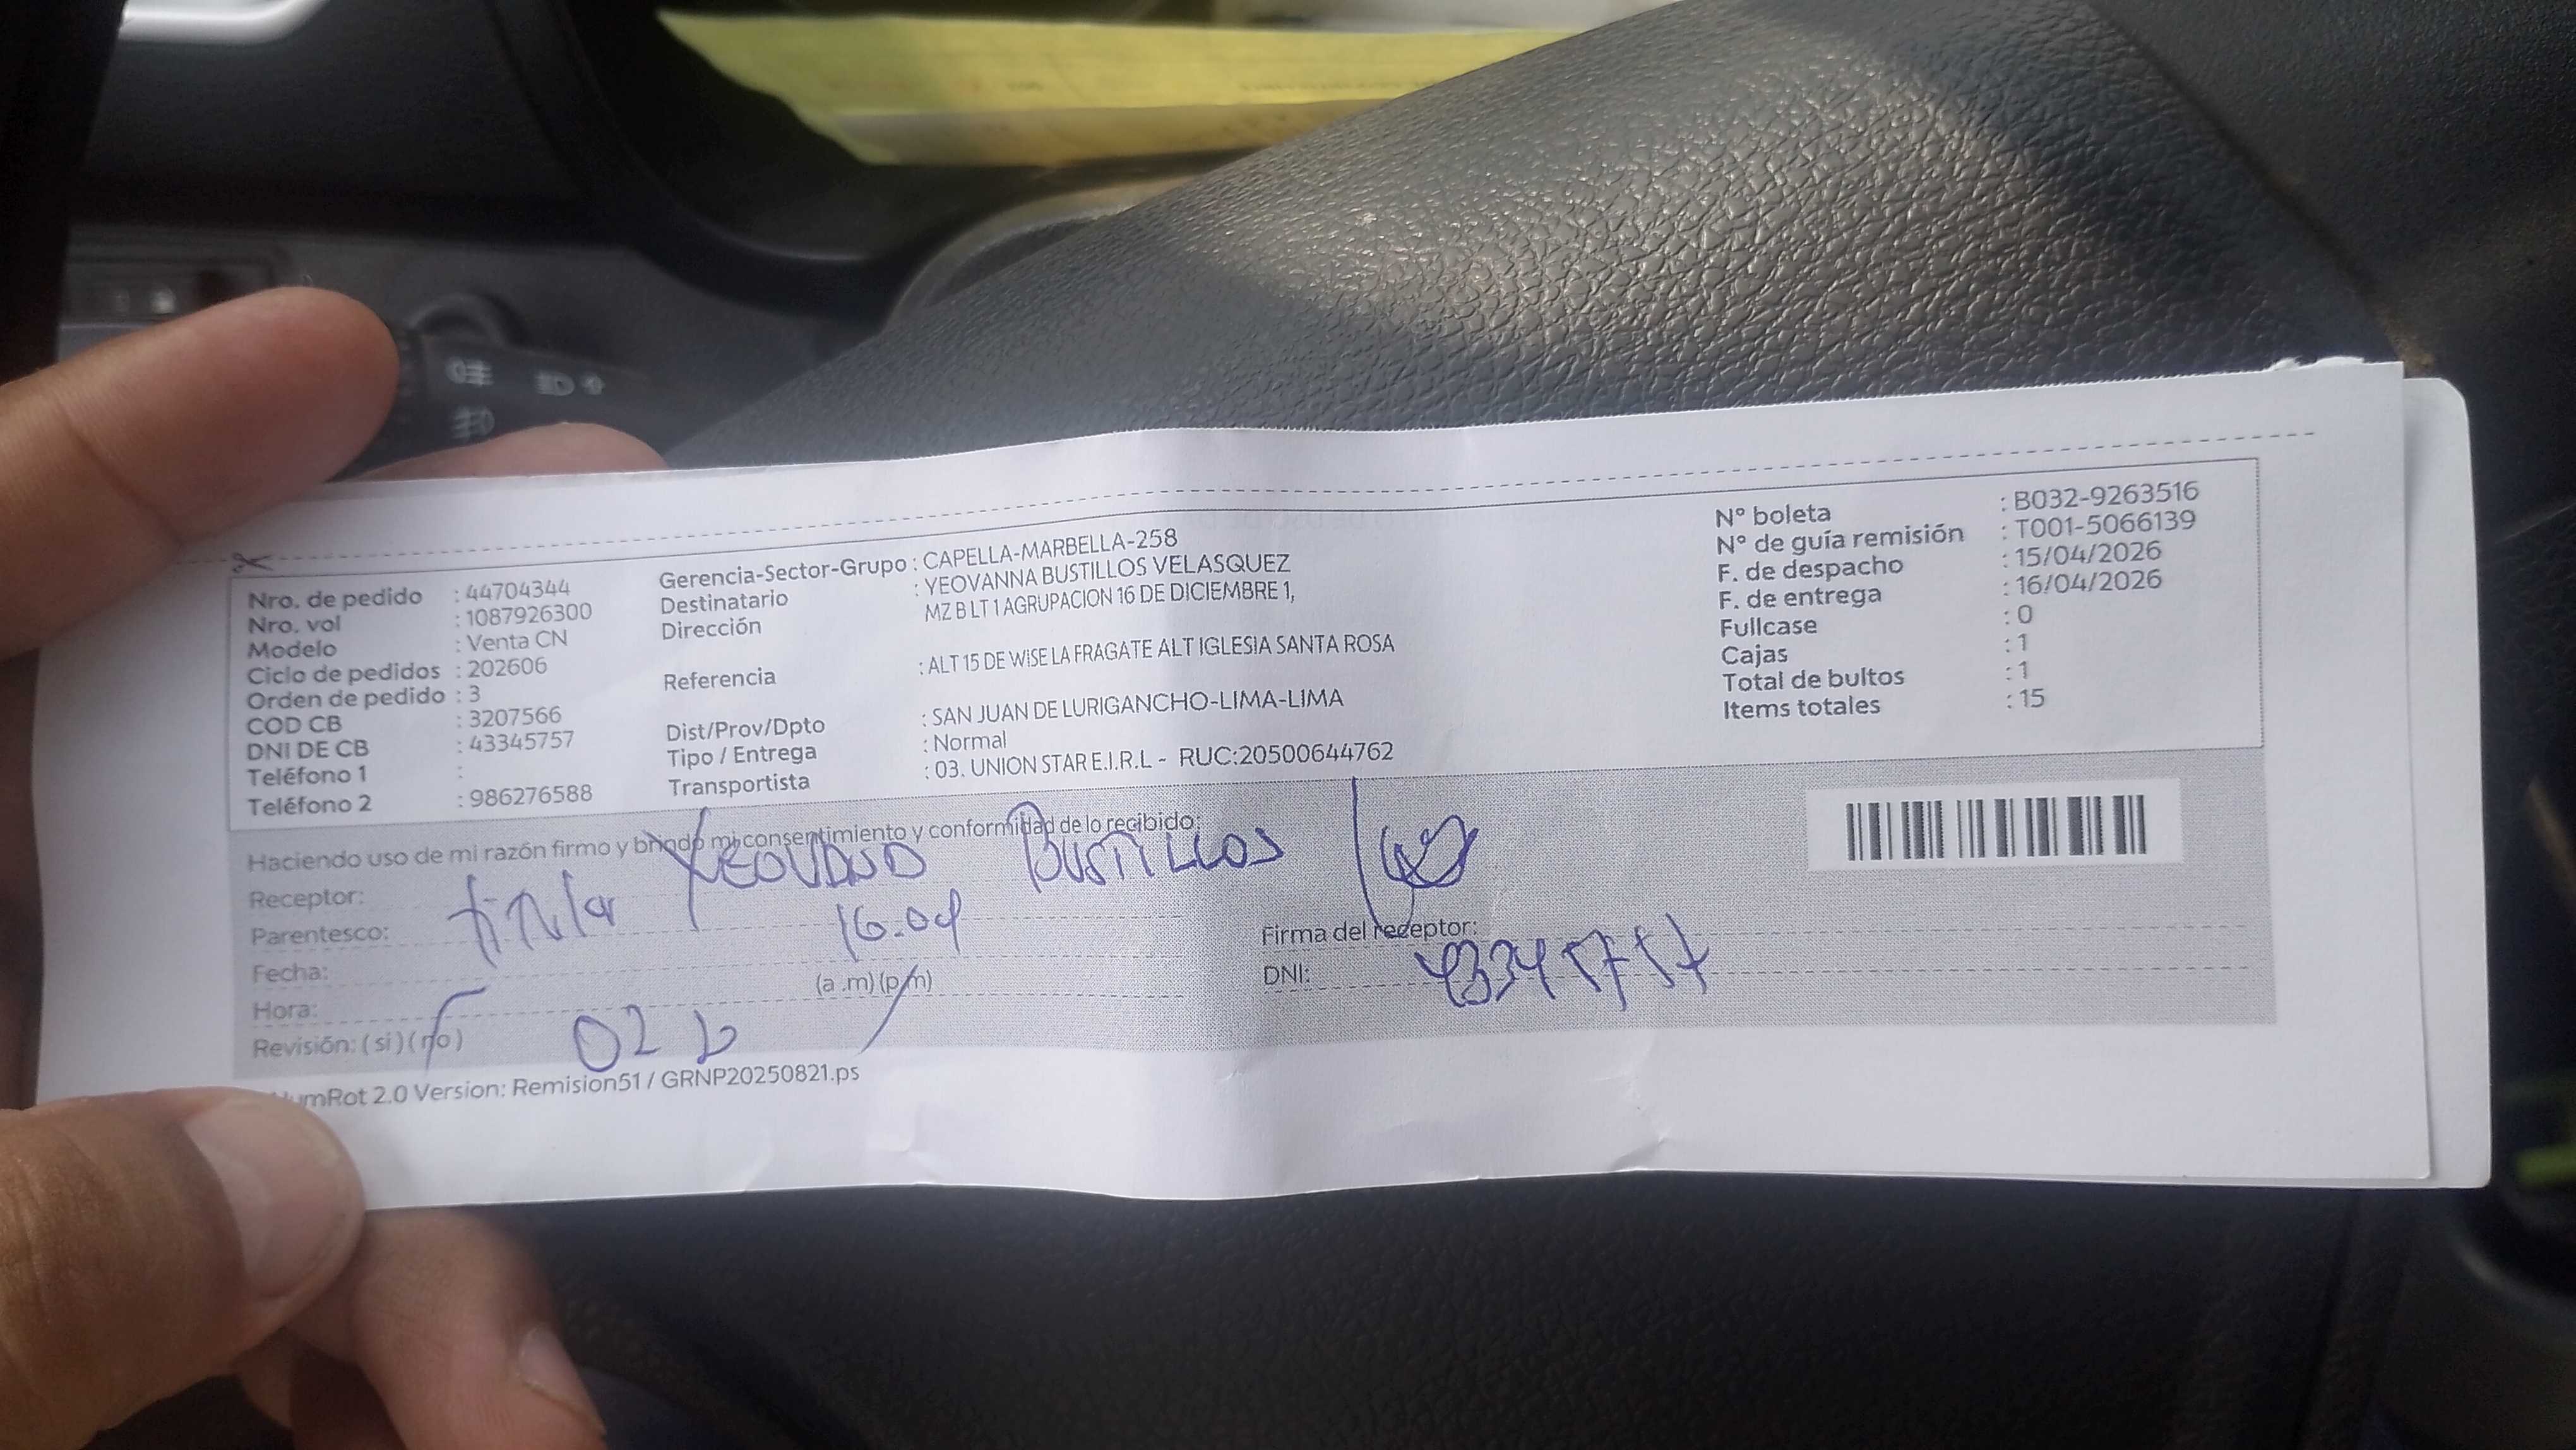 Nro. de pedido : 44704344
Nro. vol : 1087926300
Modelo : Venta CN
Ciclo de pedidos : 202606
Orden de pedido : 3
COD CB : 3207566
DNI DE CB : 43345757
Teléfono 1 :
Teléfono 2 : 986276588
Gerencia-Sector-Grupo : CAPELLA-MARBELLA-258
Destinatario : YEOVANNA BUSTILLOS VELASQUEZ
Dirección MZ B LT 1 AGRUPACION 16 DE DICIEMBRE 1,
Referencia : ALT 15 DE WISE LA FRAGATE ALT IGLESIA SANTA ROSA
Dist/Prov/Dpto : SAN JUAN DE LURIGANCHO-LIMA-LIMA
Tipo / Entrega : Normal
Transportista : 03. UNION STAR E.I.R.L - RUC:20500644762
N° boleta : B032-9263516
N° de guía remisión : T001-5066139
F. de despacho : 15/04/2026
F. de entrega : 16/04/2026
Fullcase : 0
Cajas : 1
Total de bultos : 1
Items totales : 15
Haciendo uso de mi razón firmo y brindo mi consentimiento y conformidad de lo recibido:
Receptor: BUSTILLOS
Parentesco: titular
Fecha: 16.04
Hora: (a .m) (p.m)
Revisión: ( si ) ( no ) 02
Firma del receptor:
DNI: 43345757
umRot 2.0 Version: Remision51 / GRNP20250821.ps